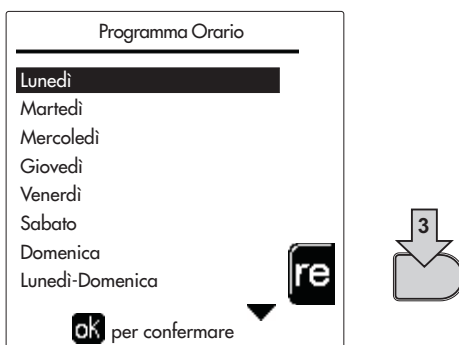 Programma Orario
Lunedì
Martedì
Mercoledì
Giovedì
Venerdì
Sabato
Domenica
Lunedì-Domenica
re
ok per confermare
3